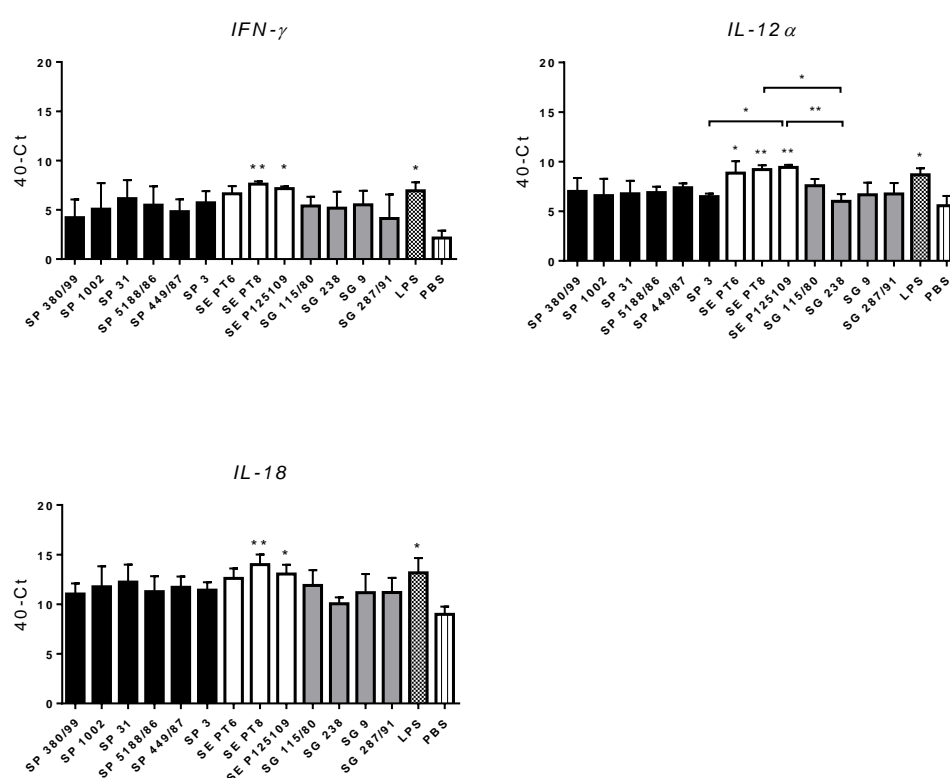 IFN-γ
20
15
10
5
0
40-Ct
** * *
SP 380/99
SP 1002
SP 31
SP 5188/86
SP 449/87
SP 3
SE PT6
SE PT8
SE P125109
SG 115/80
SG 238
SG 9
SG 287/91
LPS
PBS
IL-12α
20
15
10
5
0
40-Ct
*
* **
* ** ** *
SP 380/99
SP 1002
SP 31
SP 5188/86
SP 449/87
SP 3
SE PT6
SE PT8
SE P125109
SG 115/80
SG 238
SG 9
SG 287/91
LPS
PBS
IL-18
20
15
10
5
0
40-Ct
** * *
SP 380/99
SP 1002
SP 31
SP 5188/86
SP 449/87
SP 3
SE PT6
SE PT8
SE P125109
SG 115/80
SG 238
SG 9
SG 287/91
LPS
PBS